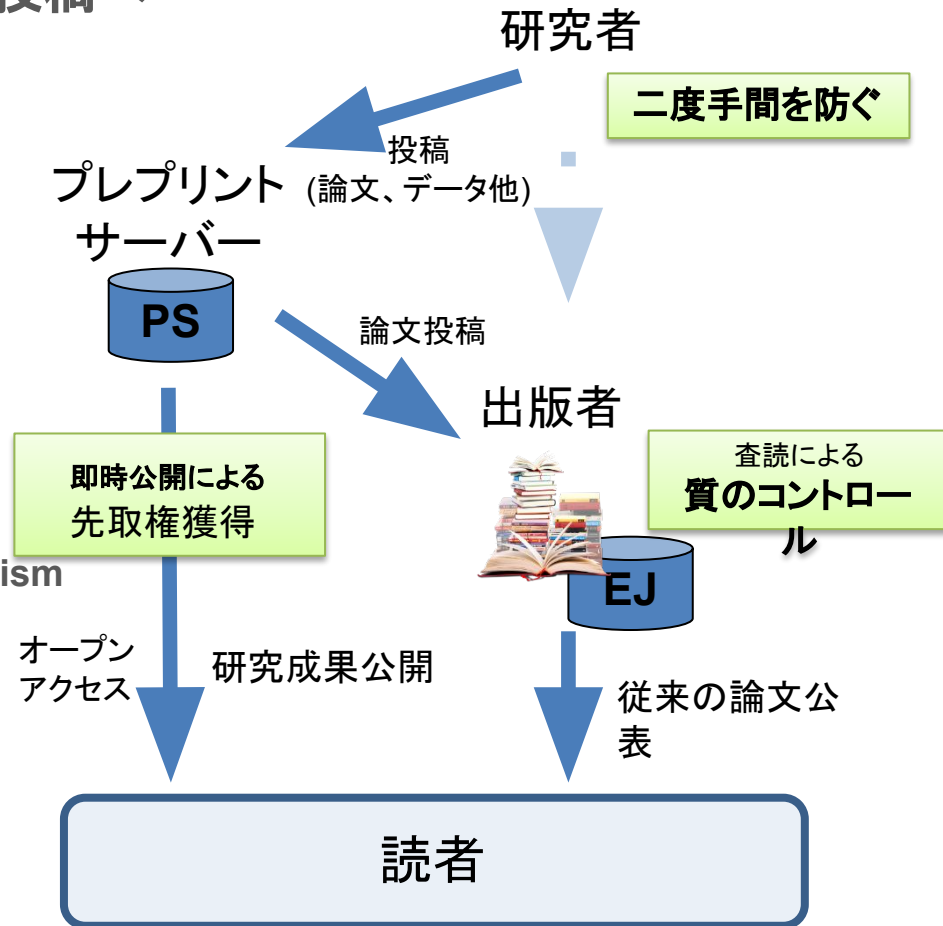 投稿
研究者
二度手間を防ぐ
投稿
(論文、データ他)
プレプリント
サーバー
PS
論文投稿
出版者
即時公開による
先取権獲得
査読による
質のコントロー
ル
ism
EJ
オープン
アクセス
研究成果公開
従来の論文公
表
読者